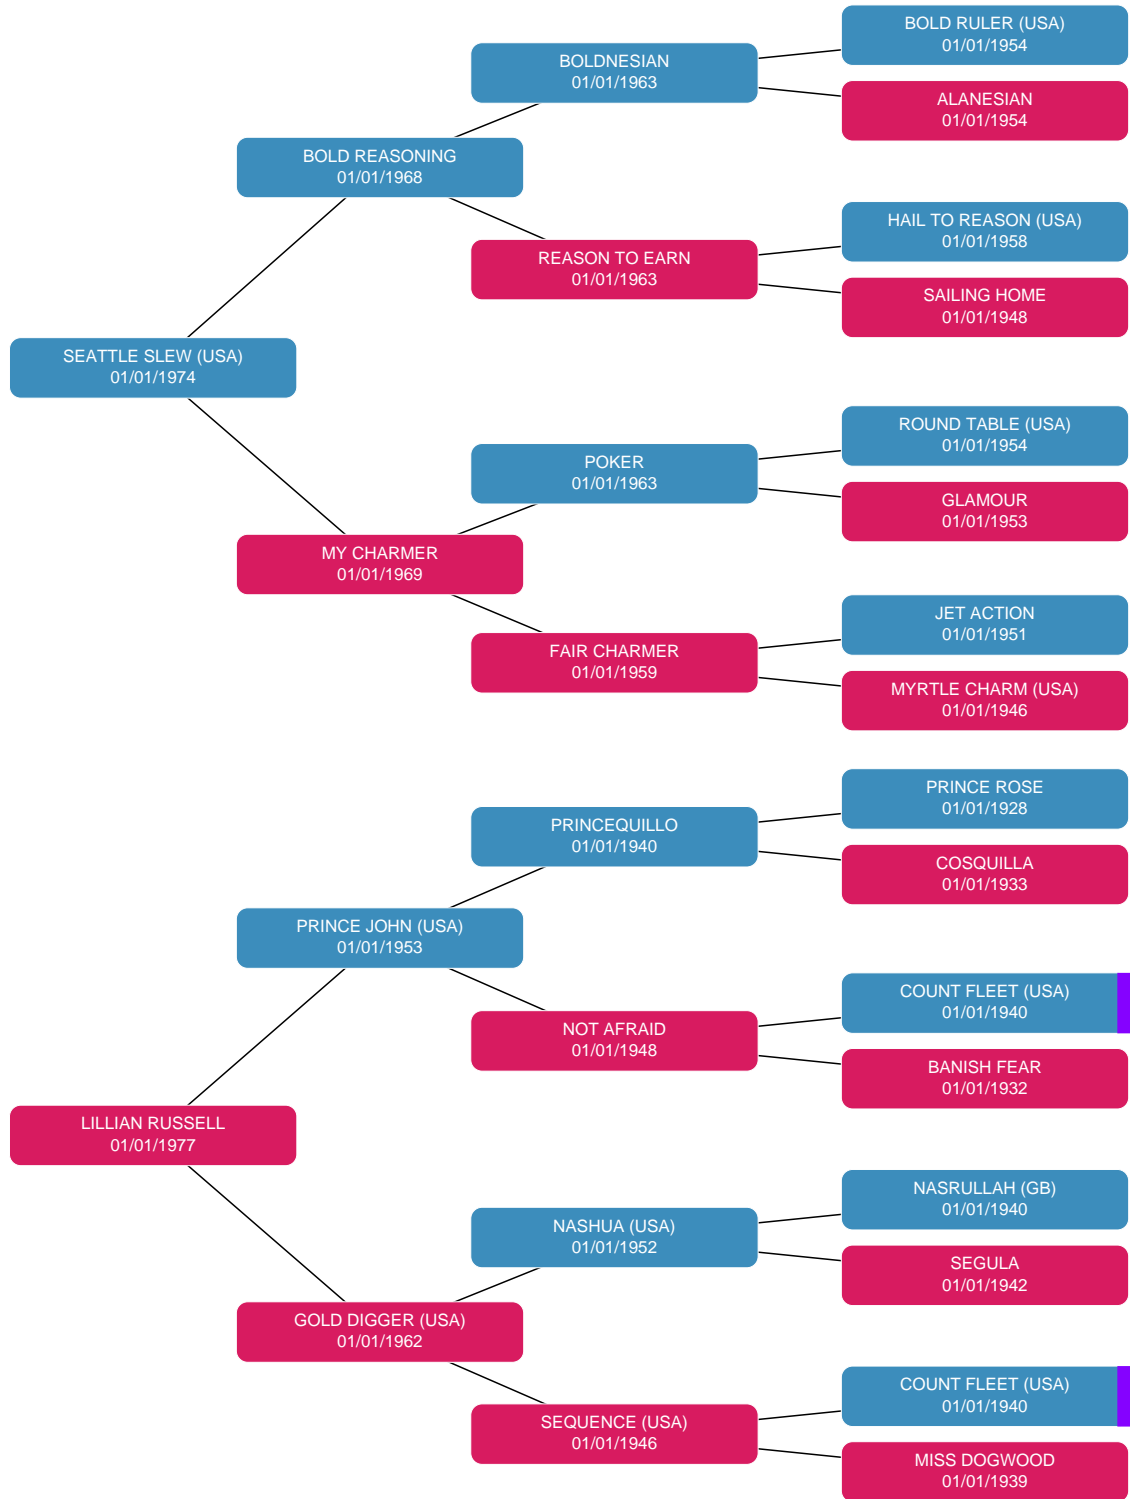 BOLD RULER (USA)
01/01/1954
BOLDNESIAN
01/01/1963
ALANESIAN
01/01/1954
BOLD REASONING
01/01/1968
HAIL TO REASON (USA)
01/01/1958
REASON TO EARN
01/01/1963
SAILING HOME
01/01/1948
SEATTLE SLEW (USA)
01/01/1974
ROUND TABLE (USA)
01/01/1954
POKER
01/01/1963
GLAMOUR
01/01/1953
MY CHARMER
01/01/1969
JET ACTION
01/01/1951
FAIR CHARMER
01/01/1959
MYRTLE CHARM (USA)
01/01/1946
PRINCE ROSE
01/01/1928
PRINCEQUILLO
01/01/1940
COSQUILLA
01/01/1933
PRINCE JOHN (USA)
01/01/1953
COUNT FLEET (USA)
01/01/1940
NOT AFRAID
01/01/1948
BANISH FEAR
01/01/1932
LILLIAN RUSSELL
01/01/1977
NASRULLAH (GB)
01/01/1940
NASHUA (USA)
01/01/1952
SEGULA
01/01/1942
GOLD DIGGER (USA)
01/01/1962
COUNT FLEET (USA)
01/01/1940
SEQUENCE (USA)
01/01/1946
MISS DOGWOOD
01/01/1939